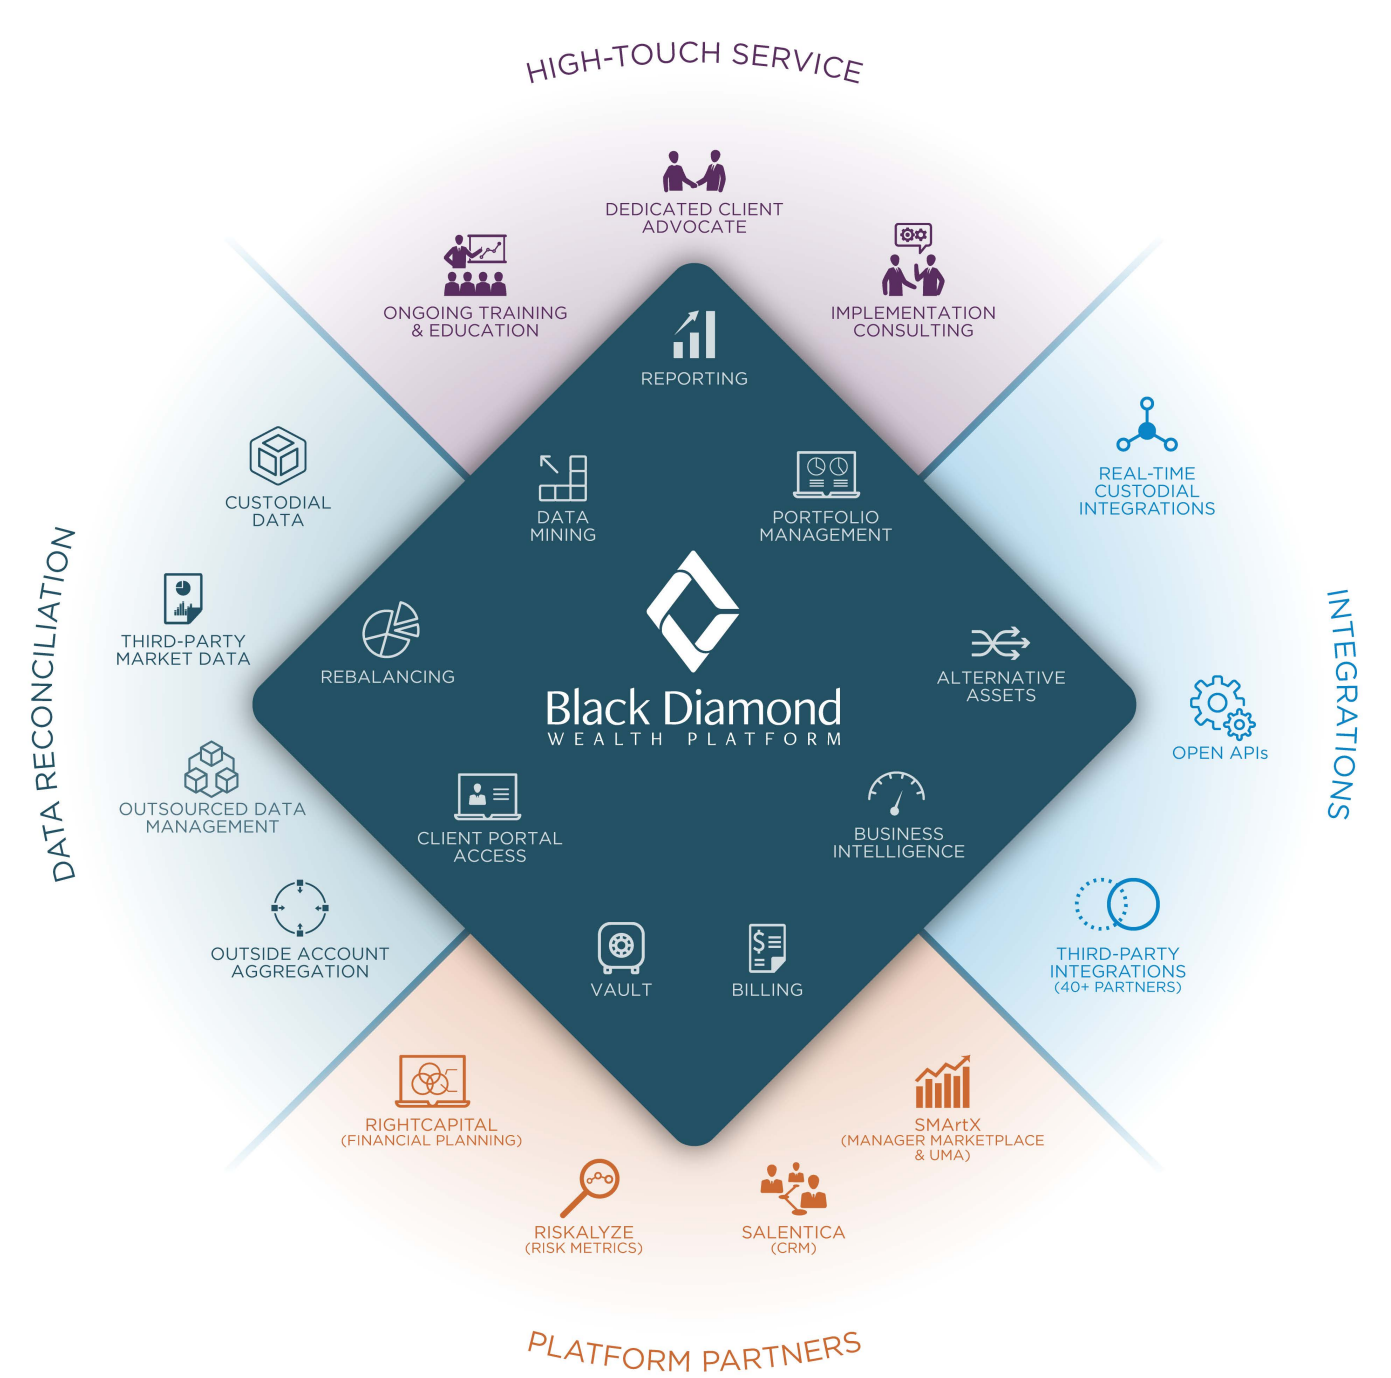 HIGH-TOUCH SERVICE
DEDICATED CLIENT
ADVOCATE
ONGOING TRAINING
& EDUCATION
IMPLEMENTATION
CONSULTING
REPORTING
DATA
MINING
PORTFOLIO
MANAGEMENT
REBALANCING
ALTERNATIVE
ASSETS
Black Diamond
WEALTH PLATFORM
CLIENT PORTAL
ACCESS
BUSINESS
INTELLIGENCE
VAULT
BILLING
DATA RECONCILIATION
CUSTODIAL
DATA
THIRD-PARTY
MARKET DATA
OUTSOURCED DATA
MANAGEMENT
OUTSIDE ACCOUNT
AGGREGATION
INTEGRATIONS
REAL-TIME
CUSTODIAL
INTEGRATIONS
OPEN APIs
THIRD-PARTY
INTEGRATIONS
(40+ PARTNERS)
RIGHTCAPITAL
(FINANCIAL PLANNING)
RISKALYZE
(RISK METRICS)
SALENTICA
(CRM)
SMArtX
(MANAGER MARKETPLACE
& UMA)
PLATFORM PARTNERS